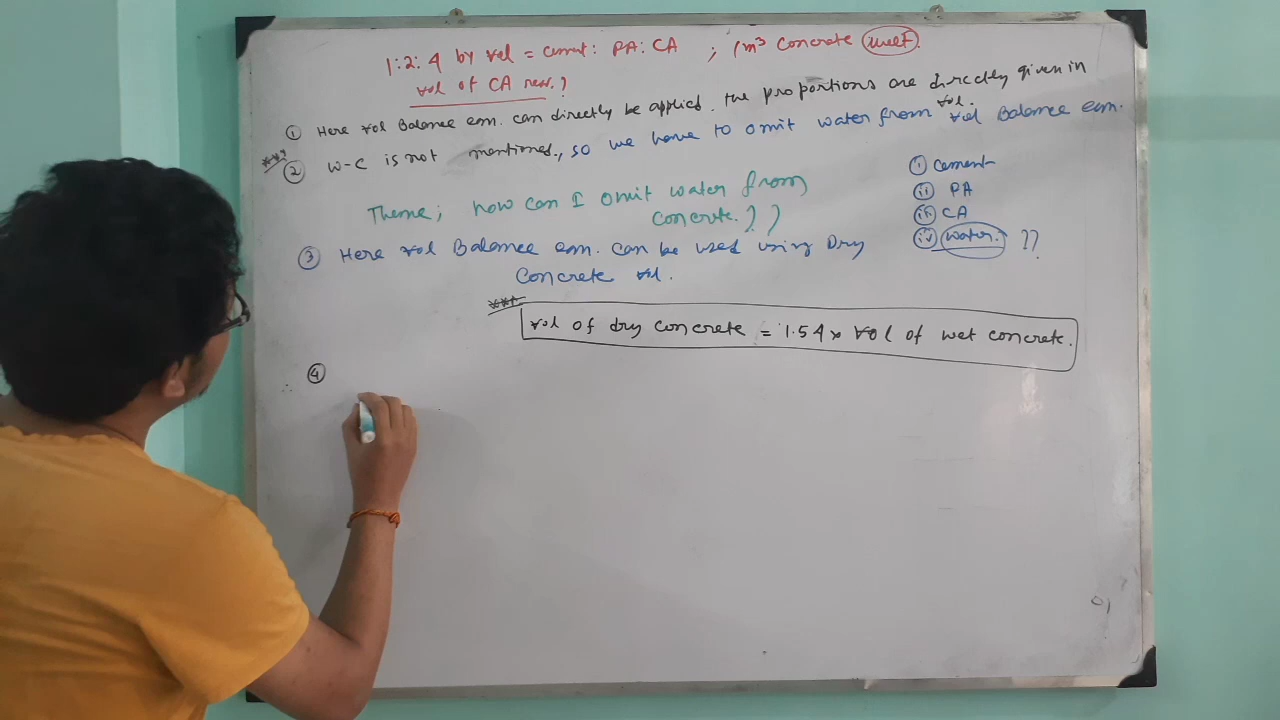 1:2:4 by vol = cement: FA: CA ; 1m³ concrete (wet).
vol of CA req.?
① Here vol Balance eqn. can directly be applied. the proportions are directly given in vol.
*** ② W-C is not mentioned, so we have to omit water from vol Balance eqn.
① cement
Theme; how can I omit water from
concrete.??
(ii) FA
(iii) CA
(iv) water. ??
③ Here vol Balance eqn. can be used using Dry
Concrete vol.
***
vol of dry concrete = 1.54 x vol of wet concrete.
∴ ④